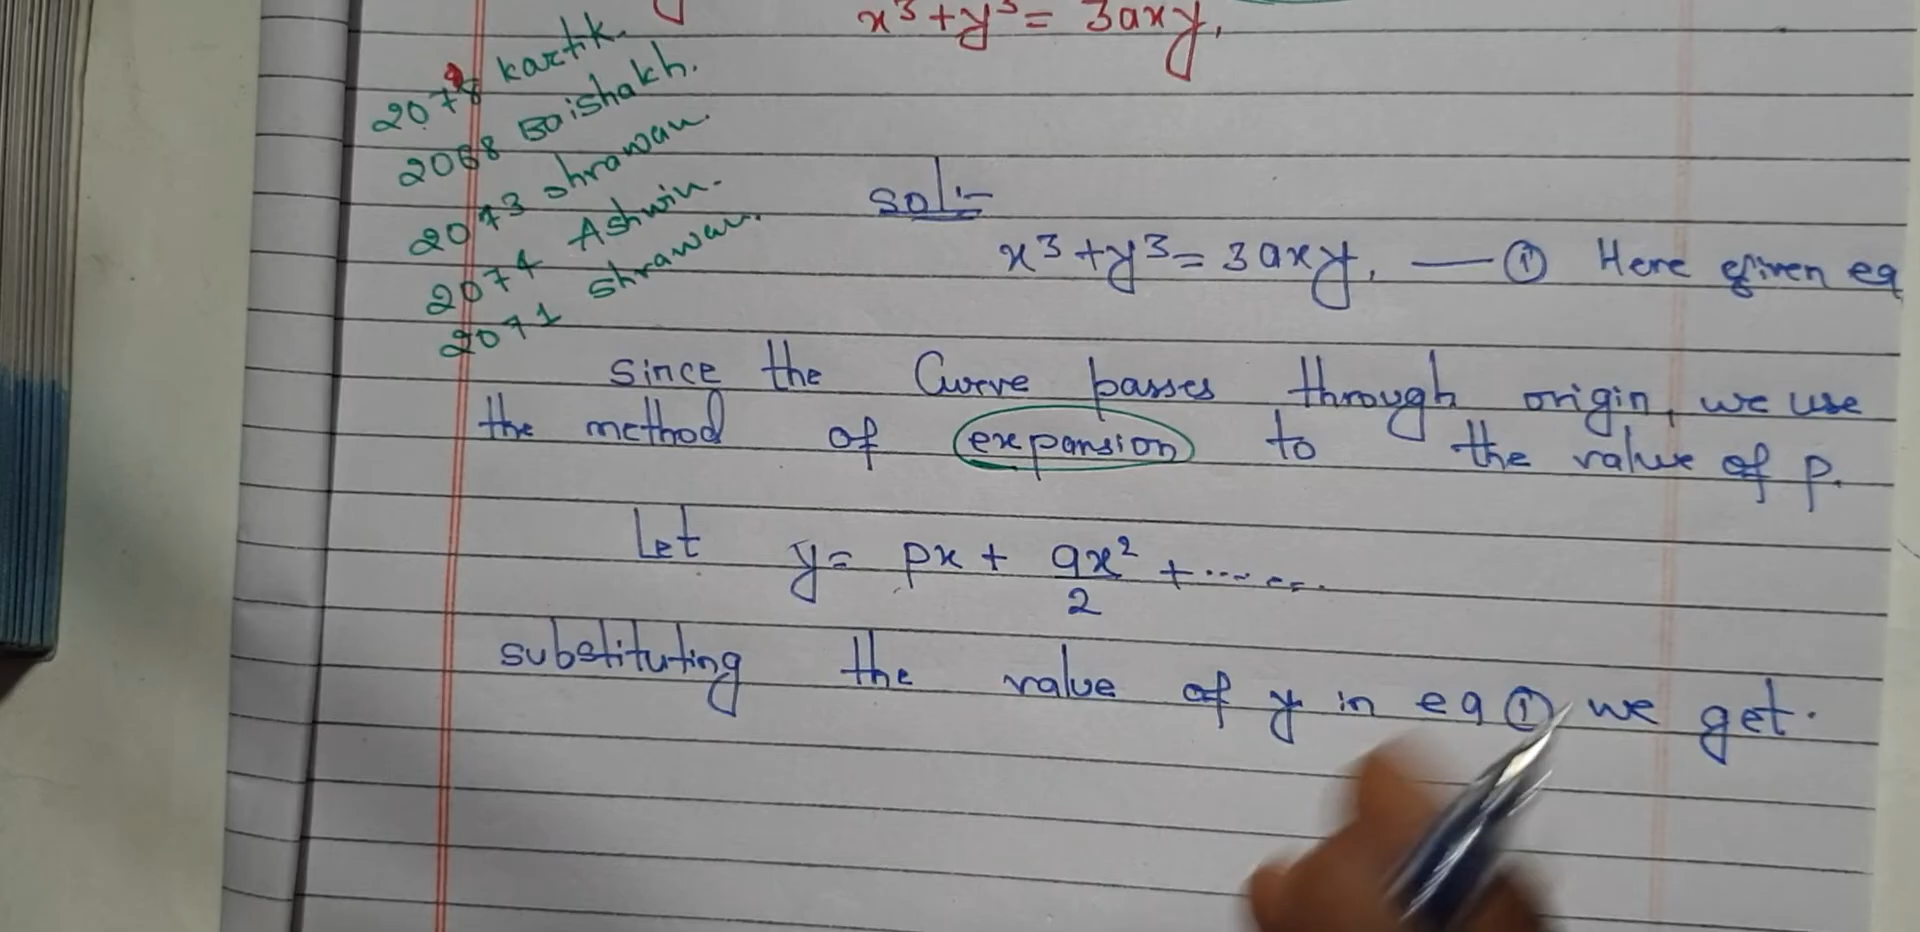 x³ + y³ = 3axy.
2078 kartik.
2068 Baishakh.
2073 shrawan.
2074 Ashwin.
2071 shrawan.
Sol:-
x³ + y³ = 3axy. — ① Here given eq
since the Curve passes through origin, we use
the method of expansion to the value of p.
Let y = px + qx²/2 + ......
substituting the value of y in eq ① we get.